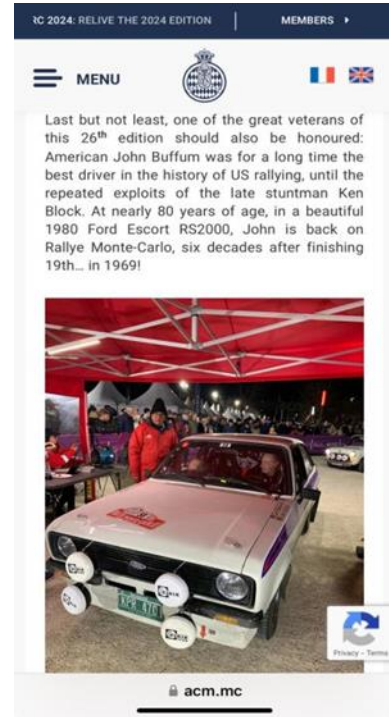 RC 2024: RELIVE THE 2024 EDITION
MEMBERS
MENU
Last but not least, one of the great veterans of
this 26th edition should also be honoured:
American John Buffum was for a long time the
best driver in the history of US rallying, until the
repeated exploits of the late stuntman Ken
Block. At nearly 80 years of age, in a beautiful
1980 Ford Escort RS2000, John is back on
Rallye Monte-Carlo, six decades after finishing
19th… in 1969!
Privacy - Terms
acm.mc